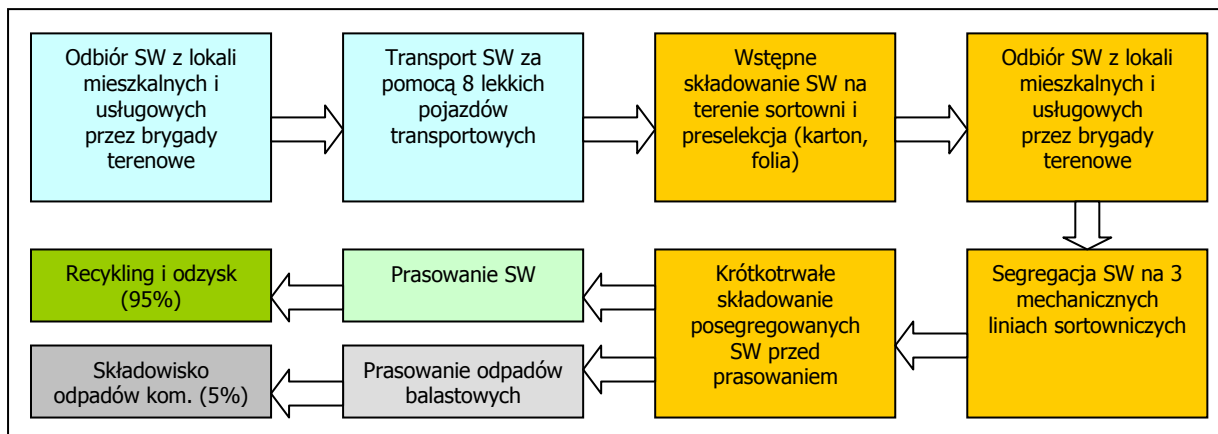 Odbiór SW z lokali
mieszkalnych i
usługowych
przez brygady
terenowe
Transport SW za
pomocą 8 lekkich
pojazdów
transportowych
Wstępne
składowanie SW na
terenie sortowni i
preselekcja (karton,
folia)
Odbiór SW z lokali
mieszkalnych i
usługowych
przez brygady
terenowe
Segregacja SW na 3
mechanicznych
liniach sortowniczych
Krótkotrwałe
składowanie
posegregowanych
SW przed
prasowaniem
Prasowanie SW
Recykling i odzysk
(95%)
Prasowanie odpadów
balastowych
Składowisko
odpadów kom. (5%)